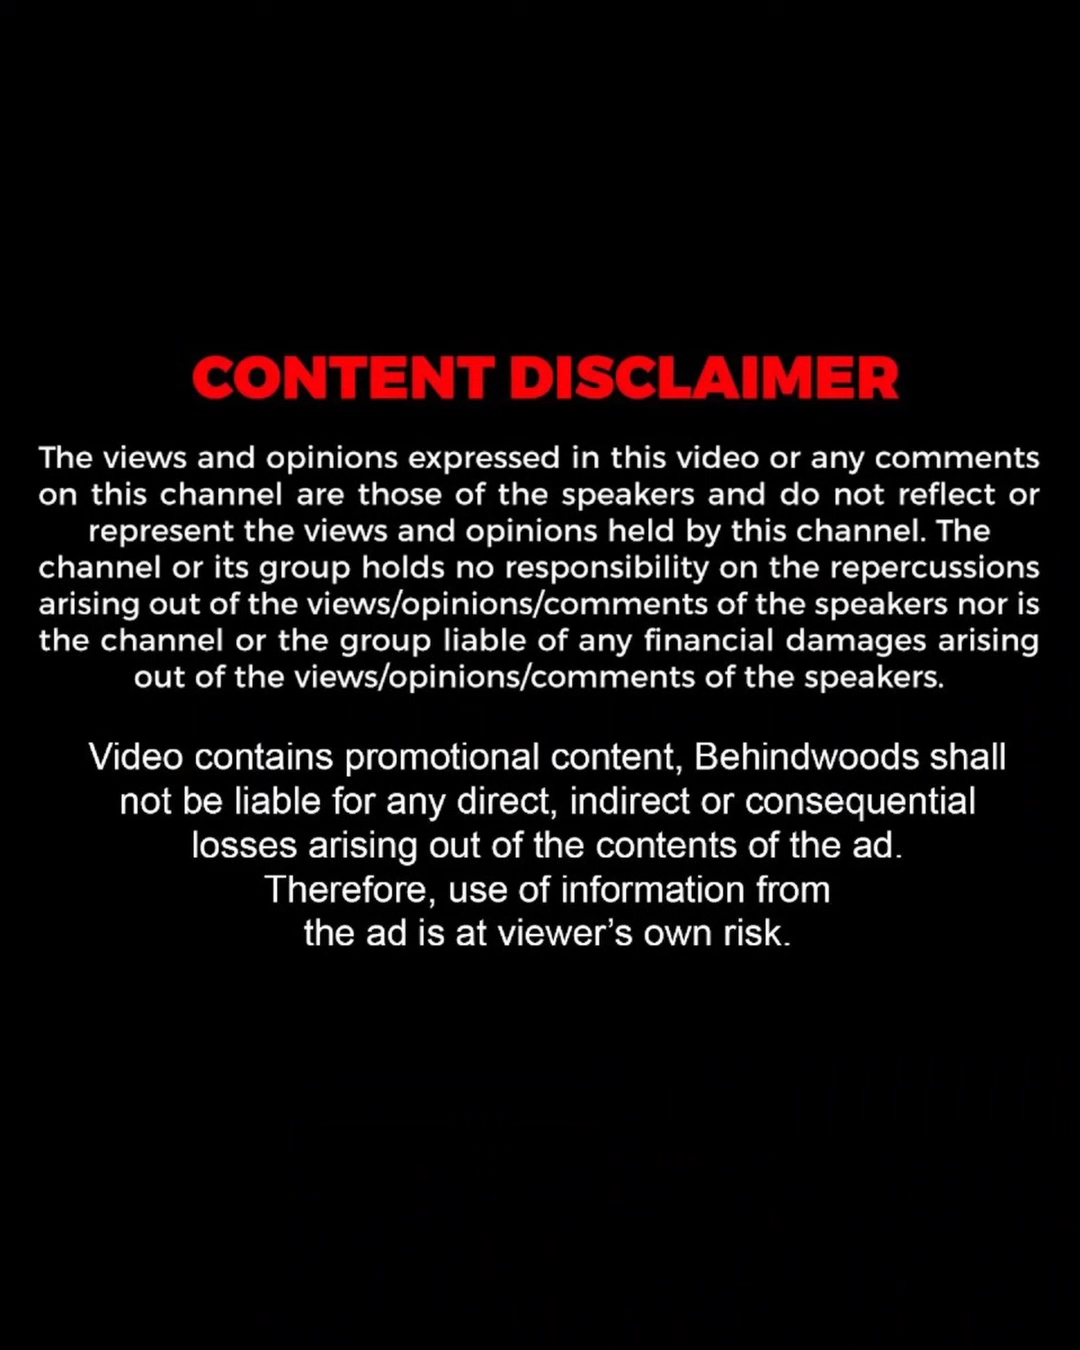 CONTENT DISCLAIMER
The views and opinions expressed in this video or any comments
on this channel are those of the speakers and do not reflect or
represent the views and opinions held by this channel. The
channel or its group holds no responsibility on the repercussions
arising out of the views/opinions/comments of the speakers nor is
the channel or the group liable of any financial damages arising
out of the views/opinions/comments of the speakers.
Video contains promotional content, Behindwoods shall
not be liable for any direct, indirect or consequential
losses arising out of the contents of the ad.
Therefore, use of information from
the ad is at viewer’s own risk.